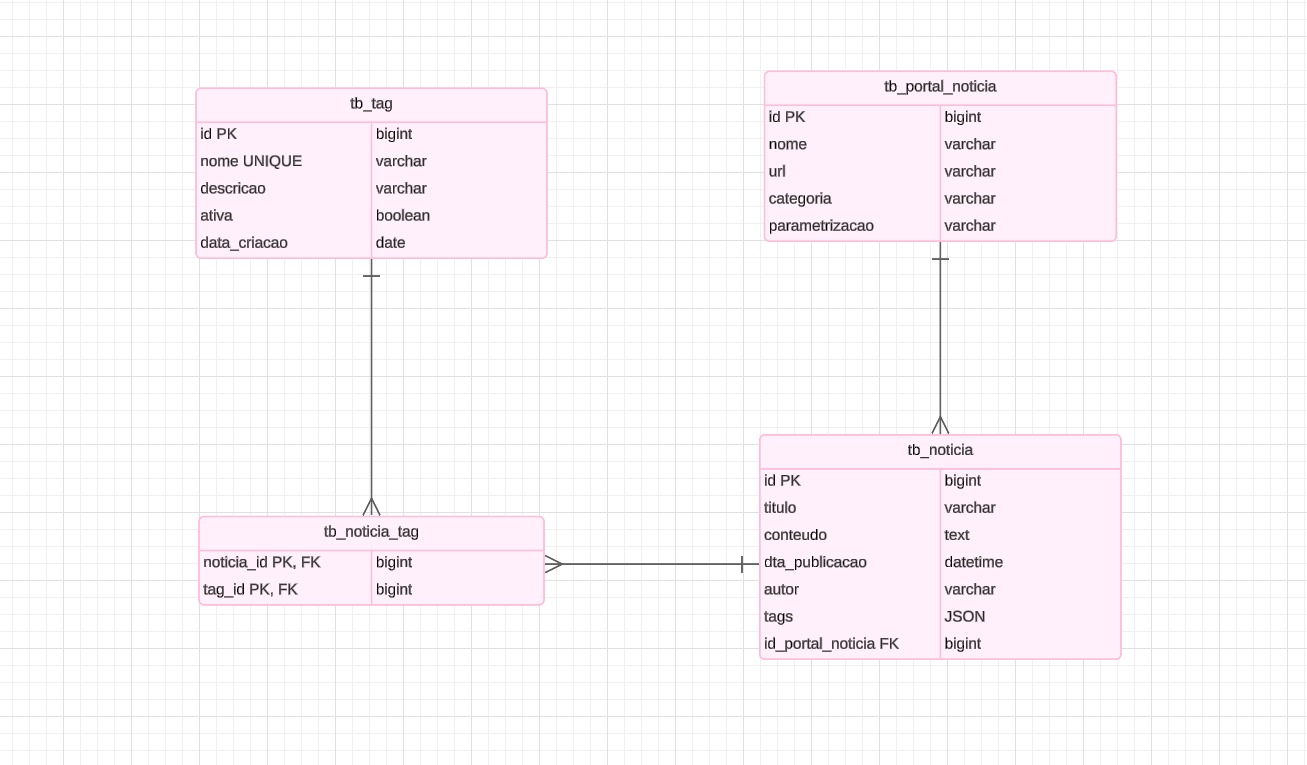 tb_tag
id PK bigint
nome UNIQUE varchar
descricao varchar
ativa boolean
data_criacao date
tb_portal_noticia
id PK bigint
nome varchar
url varchar
categoria varchar
parametrizacao varchar
tb_noticia_tag
noticia_id PK, FK bigint
tag_id PK, FK bigint
tb_noticia
id PK bigint
titulo varchar
conteudo text
dta_publicacao datetime
autor varchar
tags JSON
id_portal_noticia FK bigint